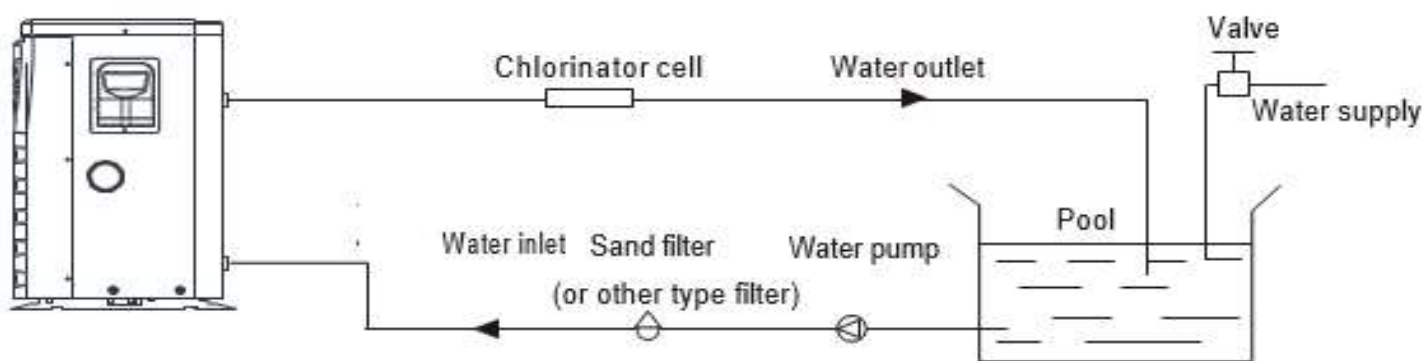 Valve
Chlorinator cell
Water outlet
Water supply
Pool
Water inlet
Sand filter
(or other type filter)
Water pump